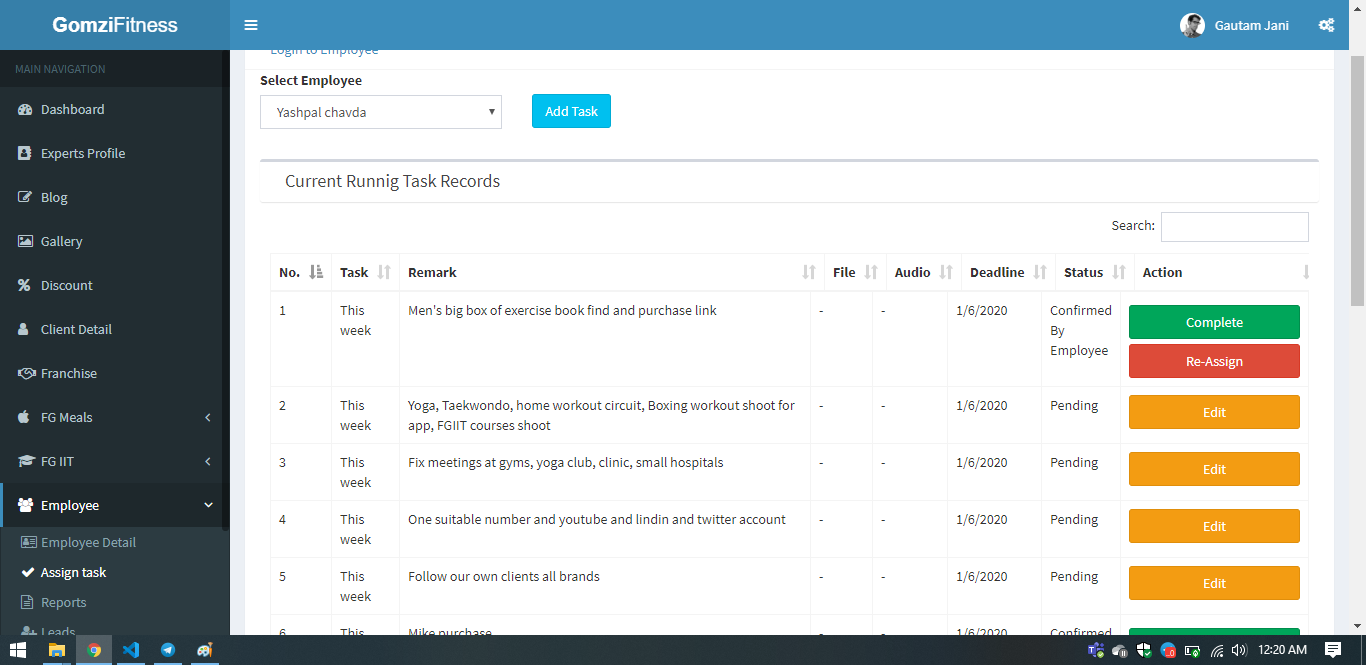 GomziFitness
Gautam Jani
MAIN NAVIGATION
Dashboard
Experts Profile
Blog
Gallery
Discount
Client Detail
Franchise
FG Meals
FG IIT
Employee
Employee Detail
Assign task
Reports
Leads
Login to Employee
Select Employee
Yashpal chavda
Add Task
Current Runnig Task Records
Search:
No. Task Remark File Audio Deadline Status Action
1 This Men's big box of exercise book find and purchase link - - 1/6/2020 Confirmed Complete
week By
Employee Re-Assign
2 This Yoga, Taekwondo, home workout circuit, Boxing workout shoot for - - 1/6/2020 Pending Edit
week app, FGIIT courses shoot
3 This Fix meetings at gyms, yoga club, clinic, small hospitals - - 1/6/2020 Pending Edit
week
4 This One suitable number and youtube and lindin and twitter account - - 1/6/2020 Pending Edit
week
5 This Follow our own clients all brands - - 1/6/2020 Pending Edit
week
6 This Mike purchase - - 1/6/2020 Confirmed
12:20 AM